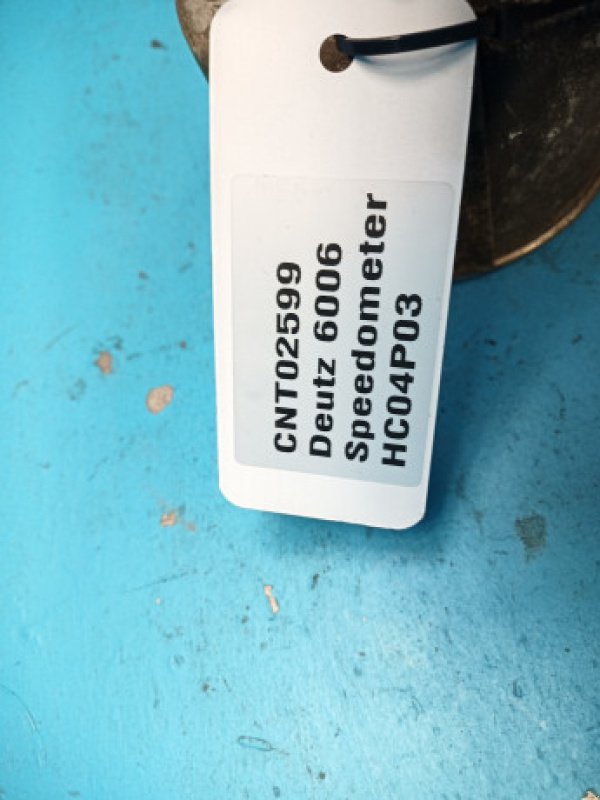 CNT02599
Deutz 6006
Speedometer
HC04P03